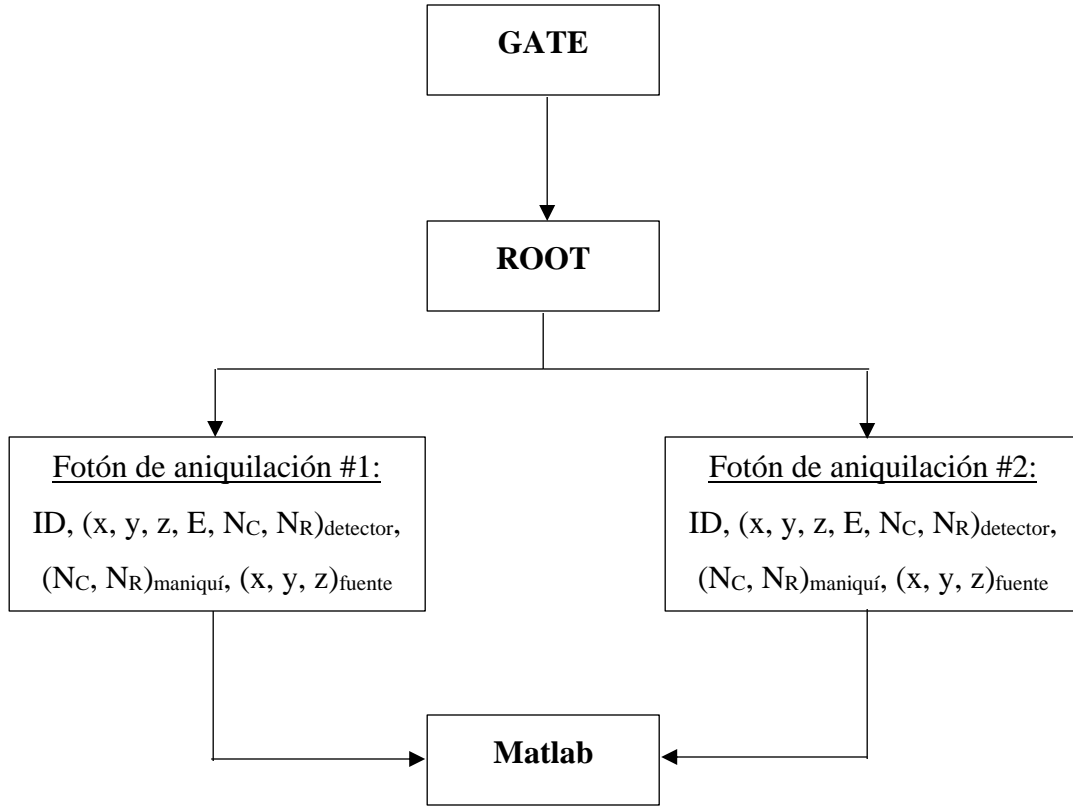 GATE
ROOT
Fotón de aniquilación #1:
ID, (x, y, z, E, NC, NR)detector,
(NC, NR)maniquí, (x, y, z)fuente
Fotón de aniquilación #2:
ID, (x, y, z, E, NC, NR)detector,
(NC, NR)maniquí, (x, y, z)fuente
Matlab